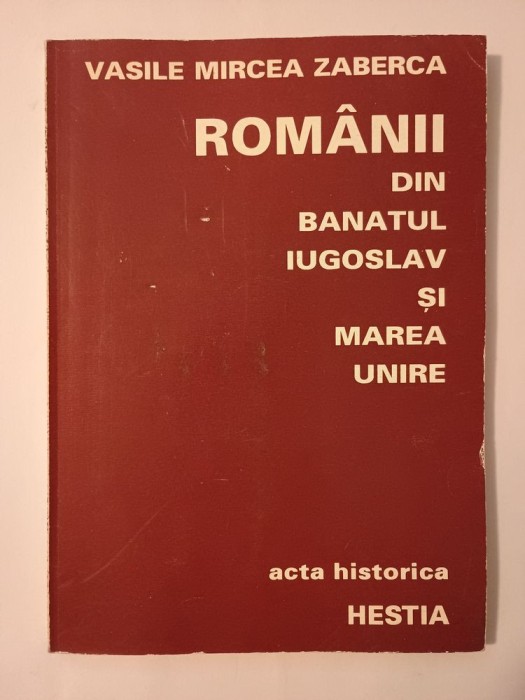 VASILE MIRCEA ZABERCA
ROMÂNII
DIN
BANATUL
IUGOSLAV
ȘI
MAREA
UNIRE
acta historica
HESTIA